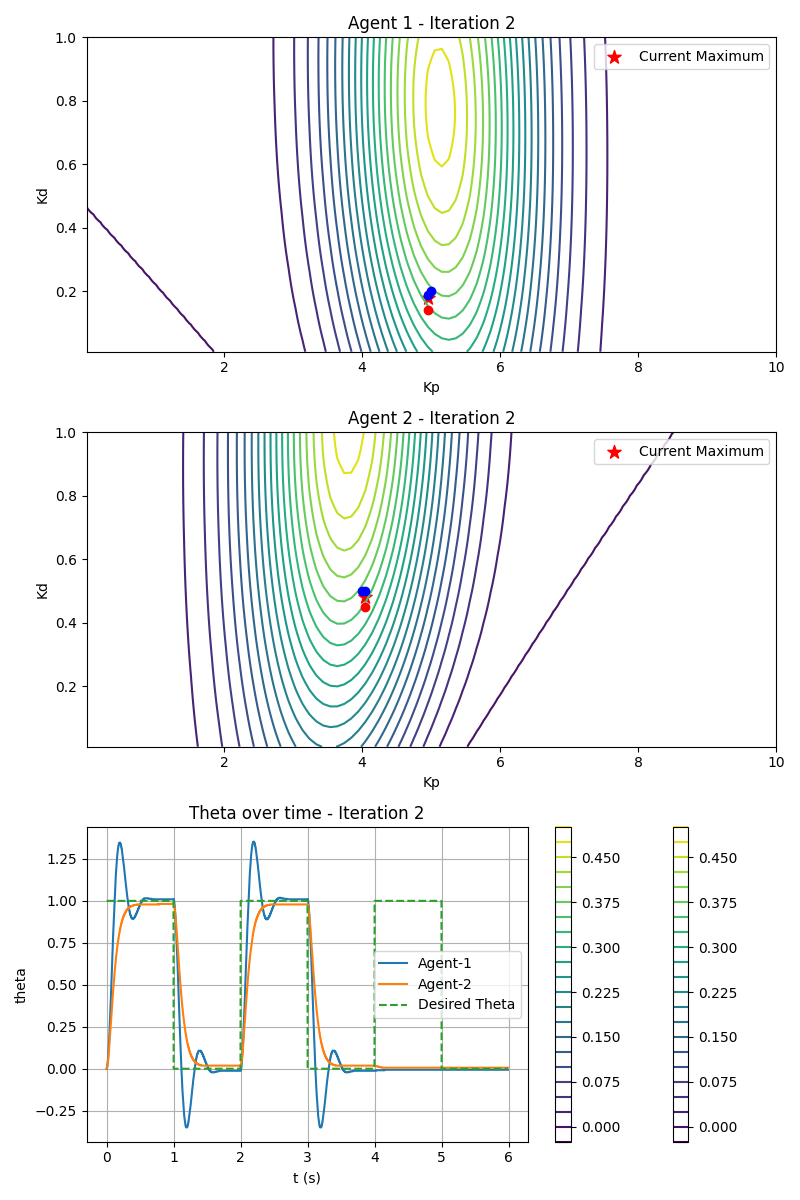 Agent 1 - Iteration 2
1.0
0.8
0.6
0.4
0.2
Kd
Current Maximum
2 4 6 8 10
Kp
Agent 2 - Iteration 2
1.0
0.8
0.6
0.4
0.2
Kd
Current Maximum
2 4 6 8 10
Kp
Theta over time - Iteration 2
1.25
1.00
0.75
0.50
0.25
0.00
−0.25
theta
Agent-1
Agent-2
Desired Theta
0 1 2 3 4 5 6
t (s)
0.450
0.375
0.300
0.225
0.150
0.075
0.000
0.450
0.375
0.300
0.225
0.150
0.075
0.000